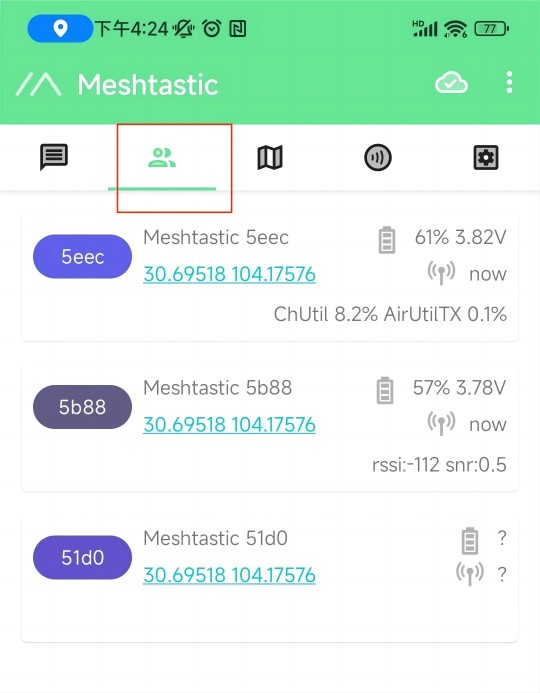 下午4:24
HD
77
Meshtastic
5eec
Meshtastic 5eec
61% 3.82V
30.69518 104.17576
now
ChUtil 8.2% AirUtilTX 0.1%
5b88
Meshtastic 5b88
57% 3.78V
30.69518 104.17576
now
rssi:-112 snr:0.5
51d0
Meshtastic 51d0
?
30.69518 104.17576
?